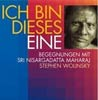 ICH BIN
DIESES
EINE
BEGEGNUNGEN MIT
SRI NISARGADATTA MAHARAJ
STEPHEN WOLINSKY